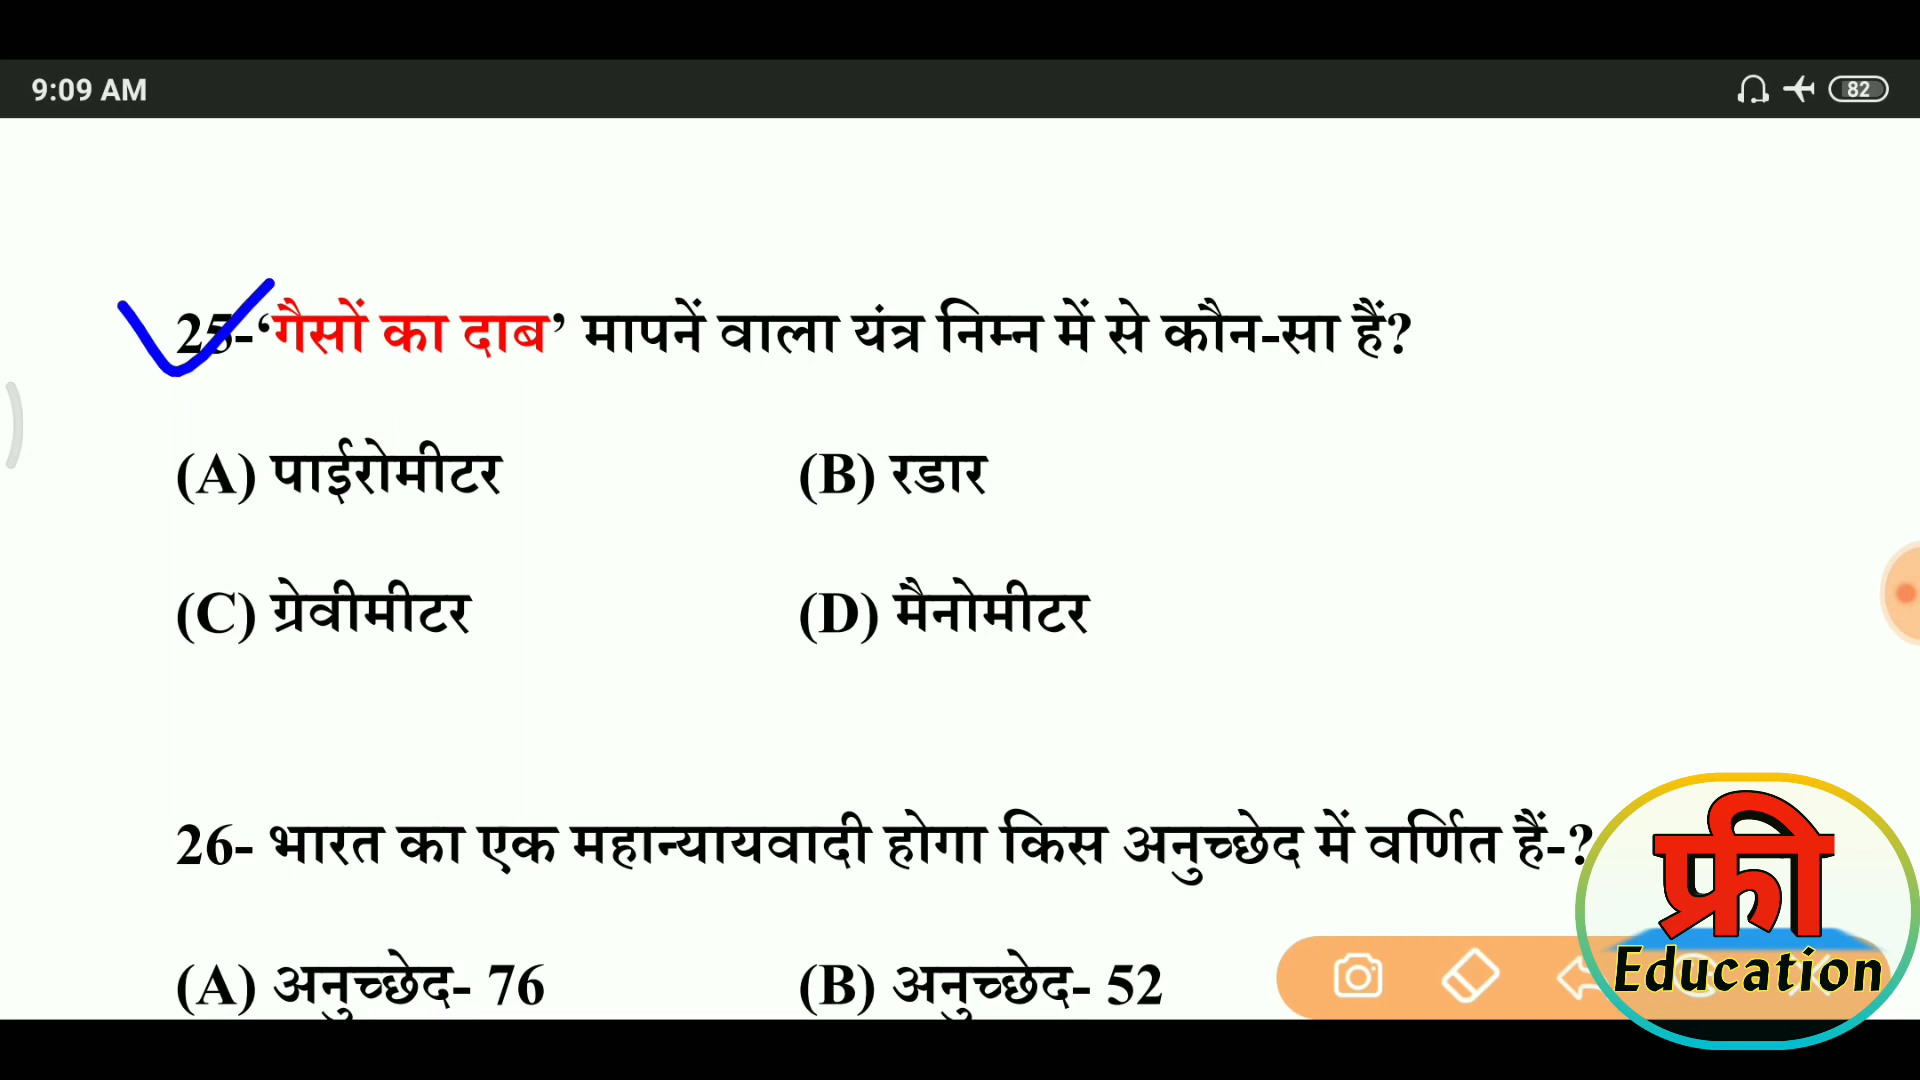 9:09 AM
82
25-‘गैसों का दाब’ मापनें वाला यंत्र निम्न में से कौन-सा हैं?
(A) पाईरोमीटर (B) रडार
(C) ग्रेवीमीटर (D) मैनोमीटर
26- भारत का एक महान्यायवादी होगा किस अनुच्छेद में वर्णित हैं-?
(A) अनुच्छेद- 76 (B) अनुच्छेद- 52
फ्री
Education